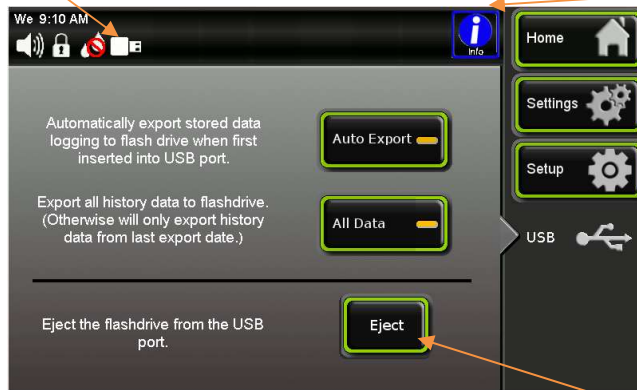 We 9:10 AM
Info
Home
Automatically export stored data
logging to flash drive when first
inserted into USB port.
Auto Export
Settings
Export all history data to flashdrive.
(Otherwise will only export history
data from last export date.)
All Data
Setup
USB
Eject the flashdrive from the USB
port.
Eject